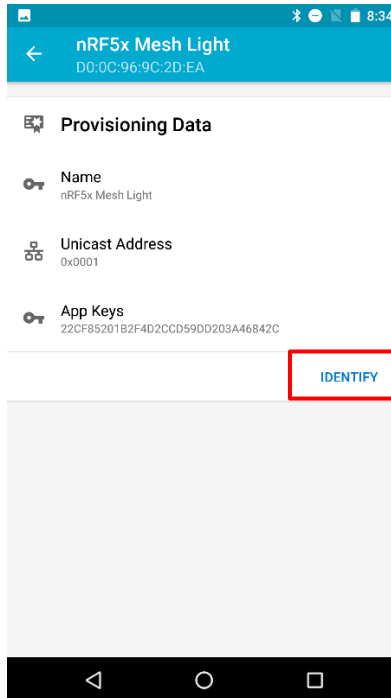 8:34
nRF5x Mesh Light
D0:0C:96:9C:2D:EA
Provisioning Data
Name
nRF5x Mesh Light
Unicast Address
0x0001
App Keys
22CF85201B2F4D2CCD59DD203A46842C
IDENTIFY